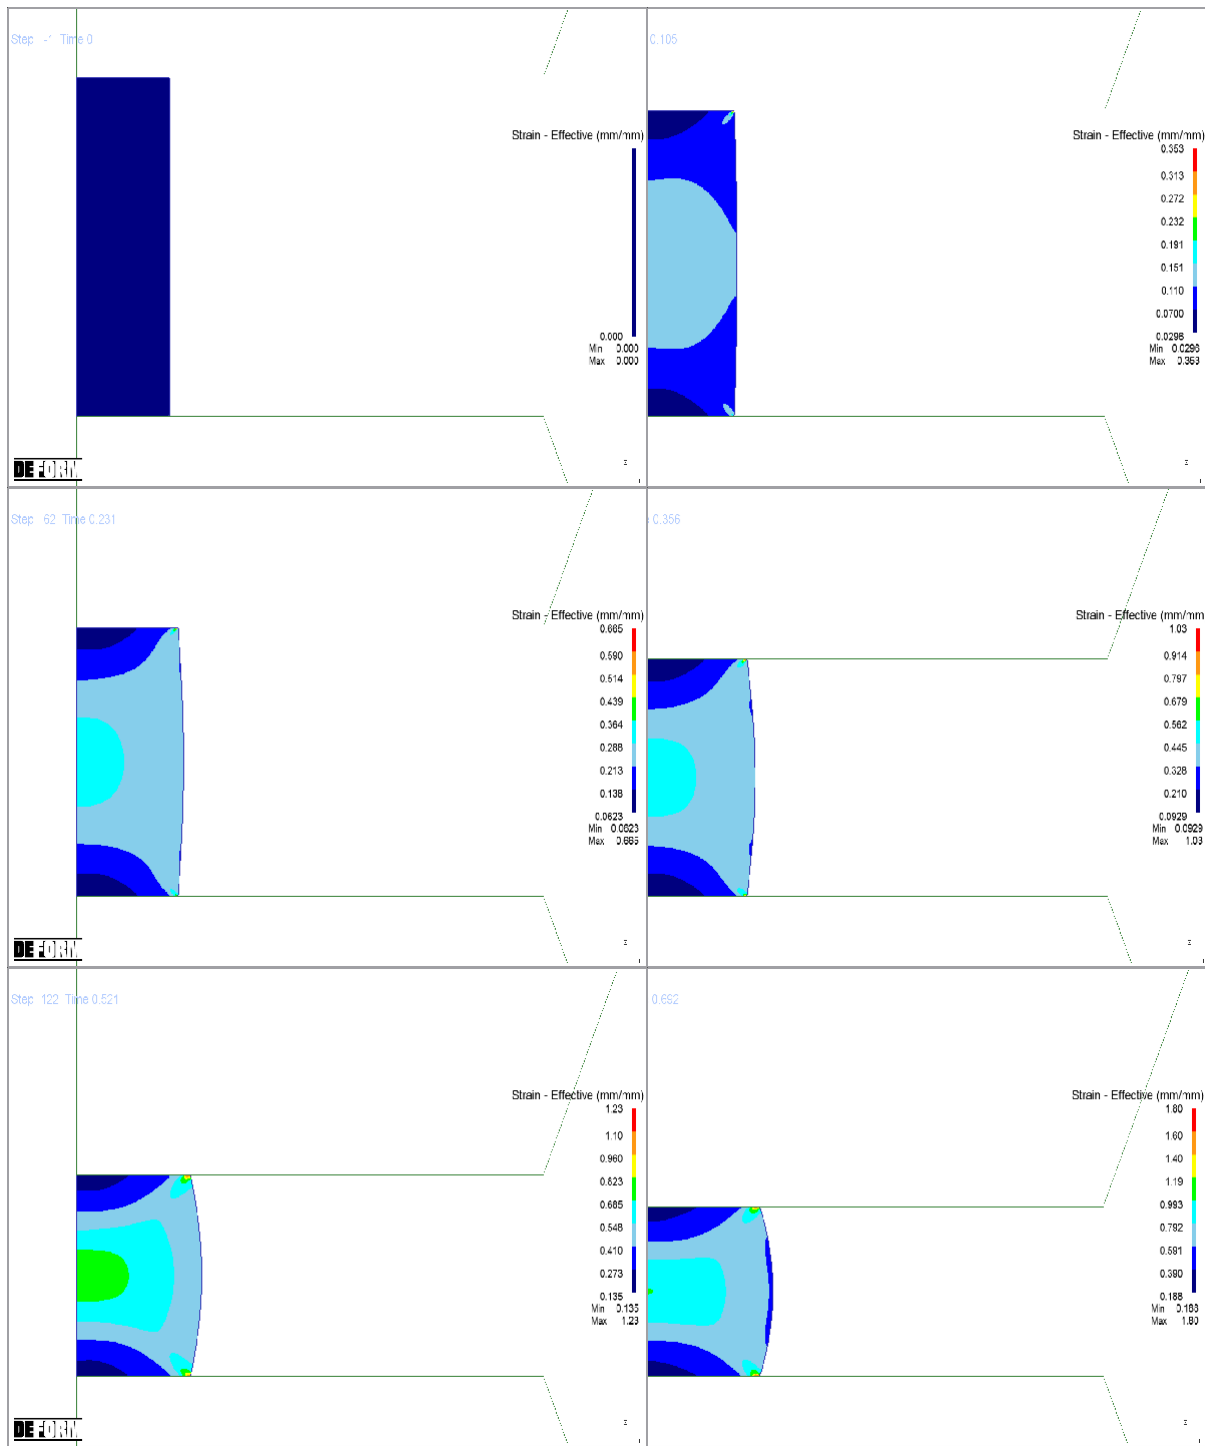 Step -1 Time 0
Strain - Effective (mm/mm)
0.000
Min 0.000
Max 0.000
DEFORM
z
0.105
Strain - Effective (mm/mm)
0.353
0.313
0.272
0.232
0.191
0.151
0.110
0.0700
0.0296
Min 0.0296
Max 0.353
z
Step 62 Time 0.231
Strain - Effective (mm/mm)
0.665
0.590
0.514
0.439
0.364
0.288
0.213
0.138
0.0623
Min 0.0623
Max 0.665
DEFORM
z
0.356
Strain - Effective (mm/mm)
1.03
0.914
0.797
0.679
0.562
0.445
0.328
0.210
0.0929
Min 0.0929
Max 1.03
z
Step 122 Time 0.521
Strain - Effective (mm/mm)
1.23
1.10
0.960
0.823
0.685
0.548
0.410
0.273
0.135
Min 0.135
Max 1.23
DEFORM
z
0.692
Strain - Effective (mm/mm)
1.80
1.60
1.40
1.19
0.993
0.792
0.591
0.390
0.188
Min 0.188
Max 1.80
z